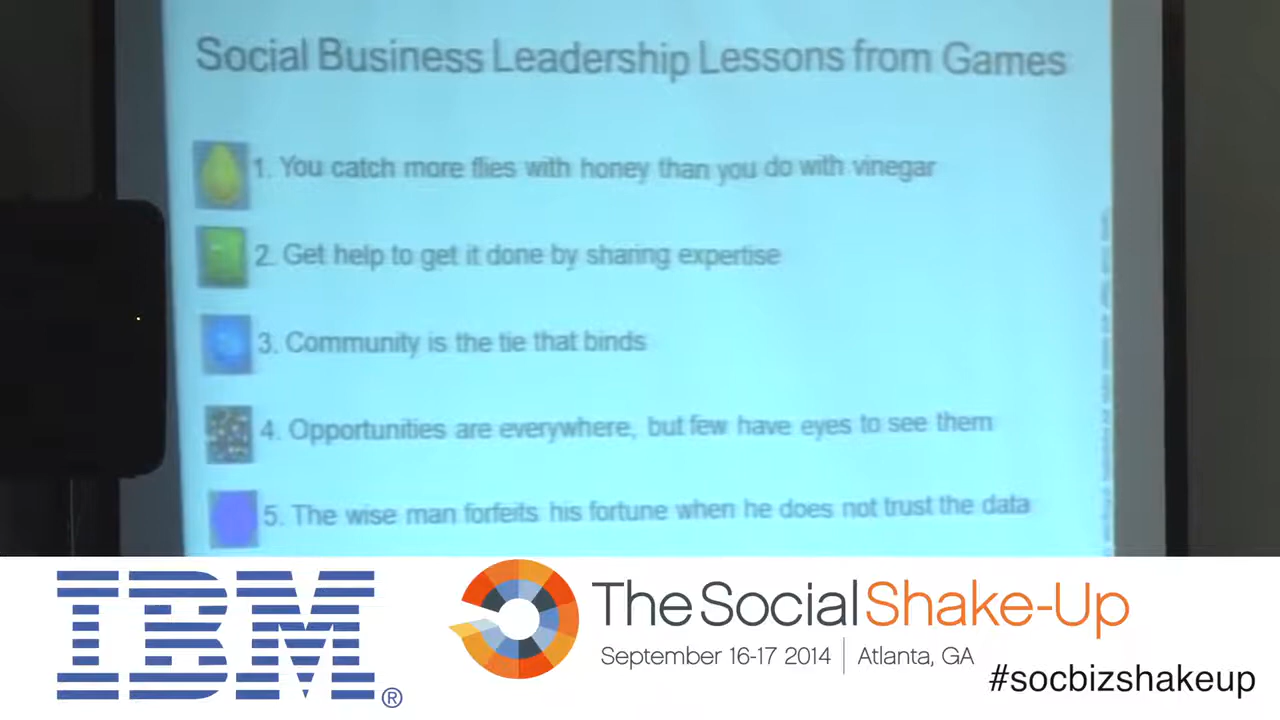 Social Business Leadership Lessons from Games
1. You catch more flies with honey than you do with vinegar
2. Get help to get it done by sharing expertise
3. Community is the tie that binds
4. Opportunities are everywhere, but few have eyes to see them
5. The wise man forfeits his fortune when he does not trust the data
IBM®
The Social Shake-Up
September 16-17 2014 | Atlanta, GA
#socbizshakeup